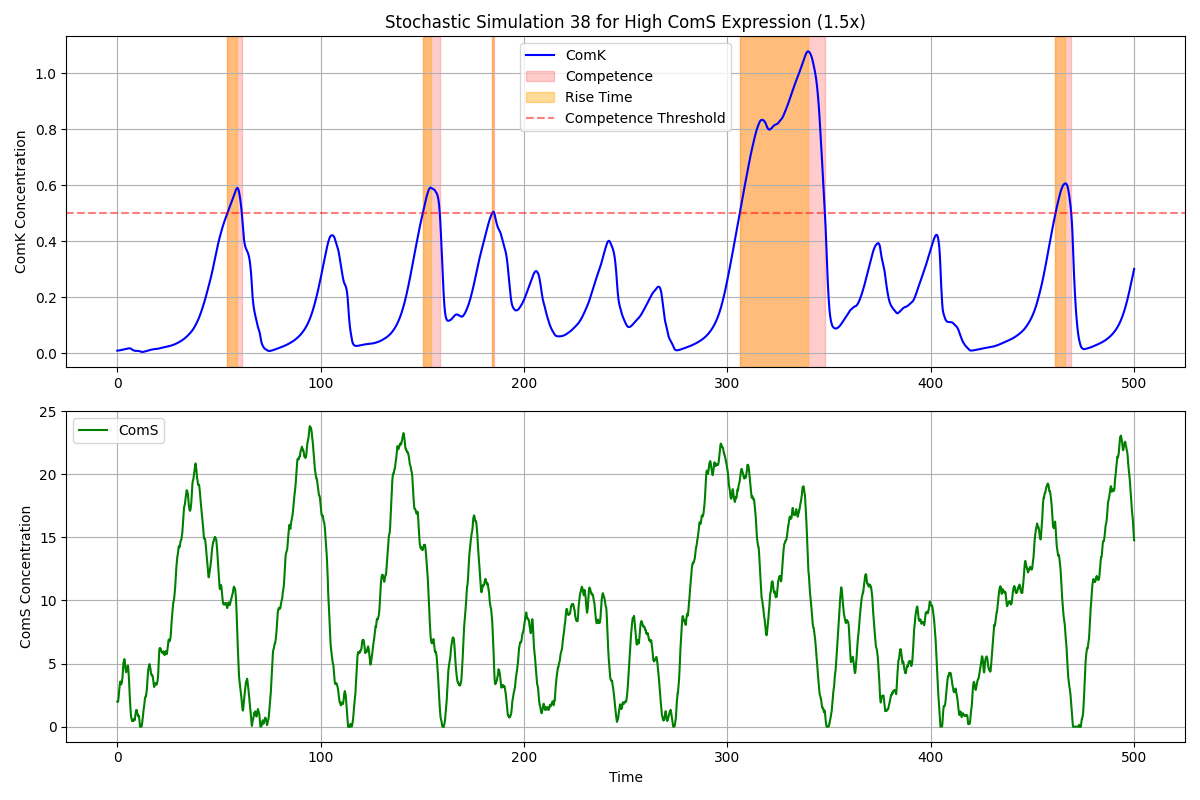 Stochastic Simulation 38 for High ComS Expression (1.5x)
ComK
Competence
Rise Time
Competence Threshold
ComK Concentration
1.0
0.8
0.6
0.4
0.2
0.0
0 100 200 300 400 500
ComS
ComS Concentration
25
20
15
10
5
0
0 100 200 300 400 500
Time